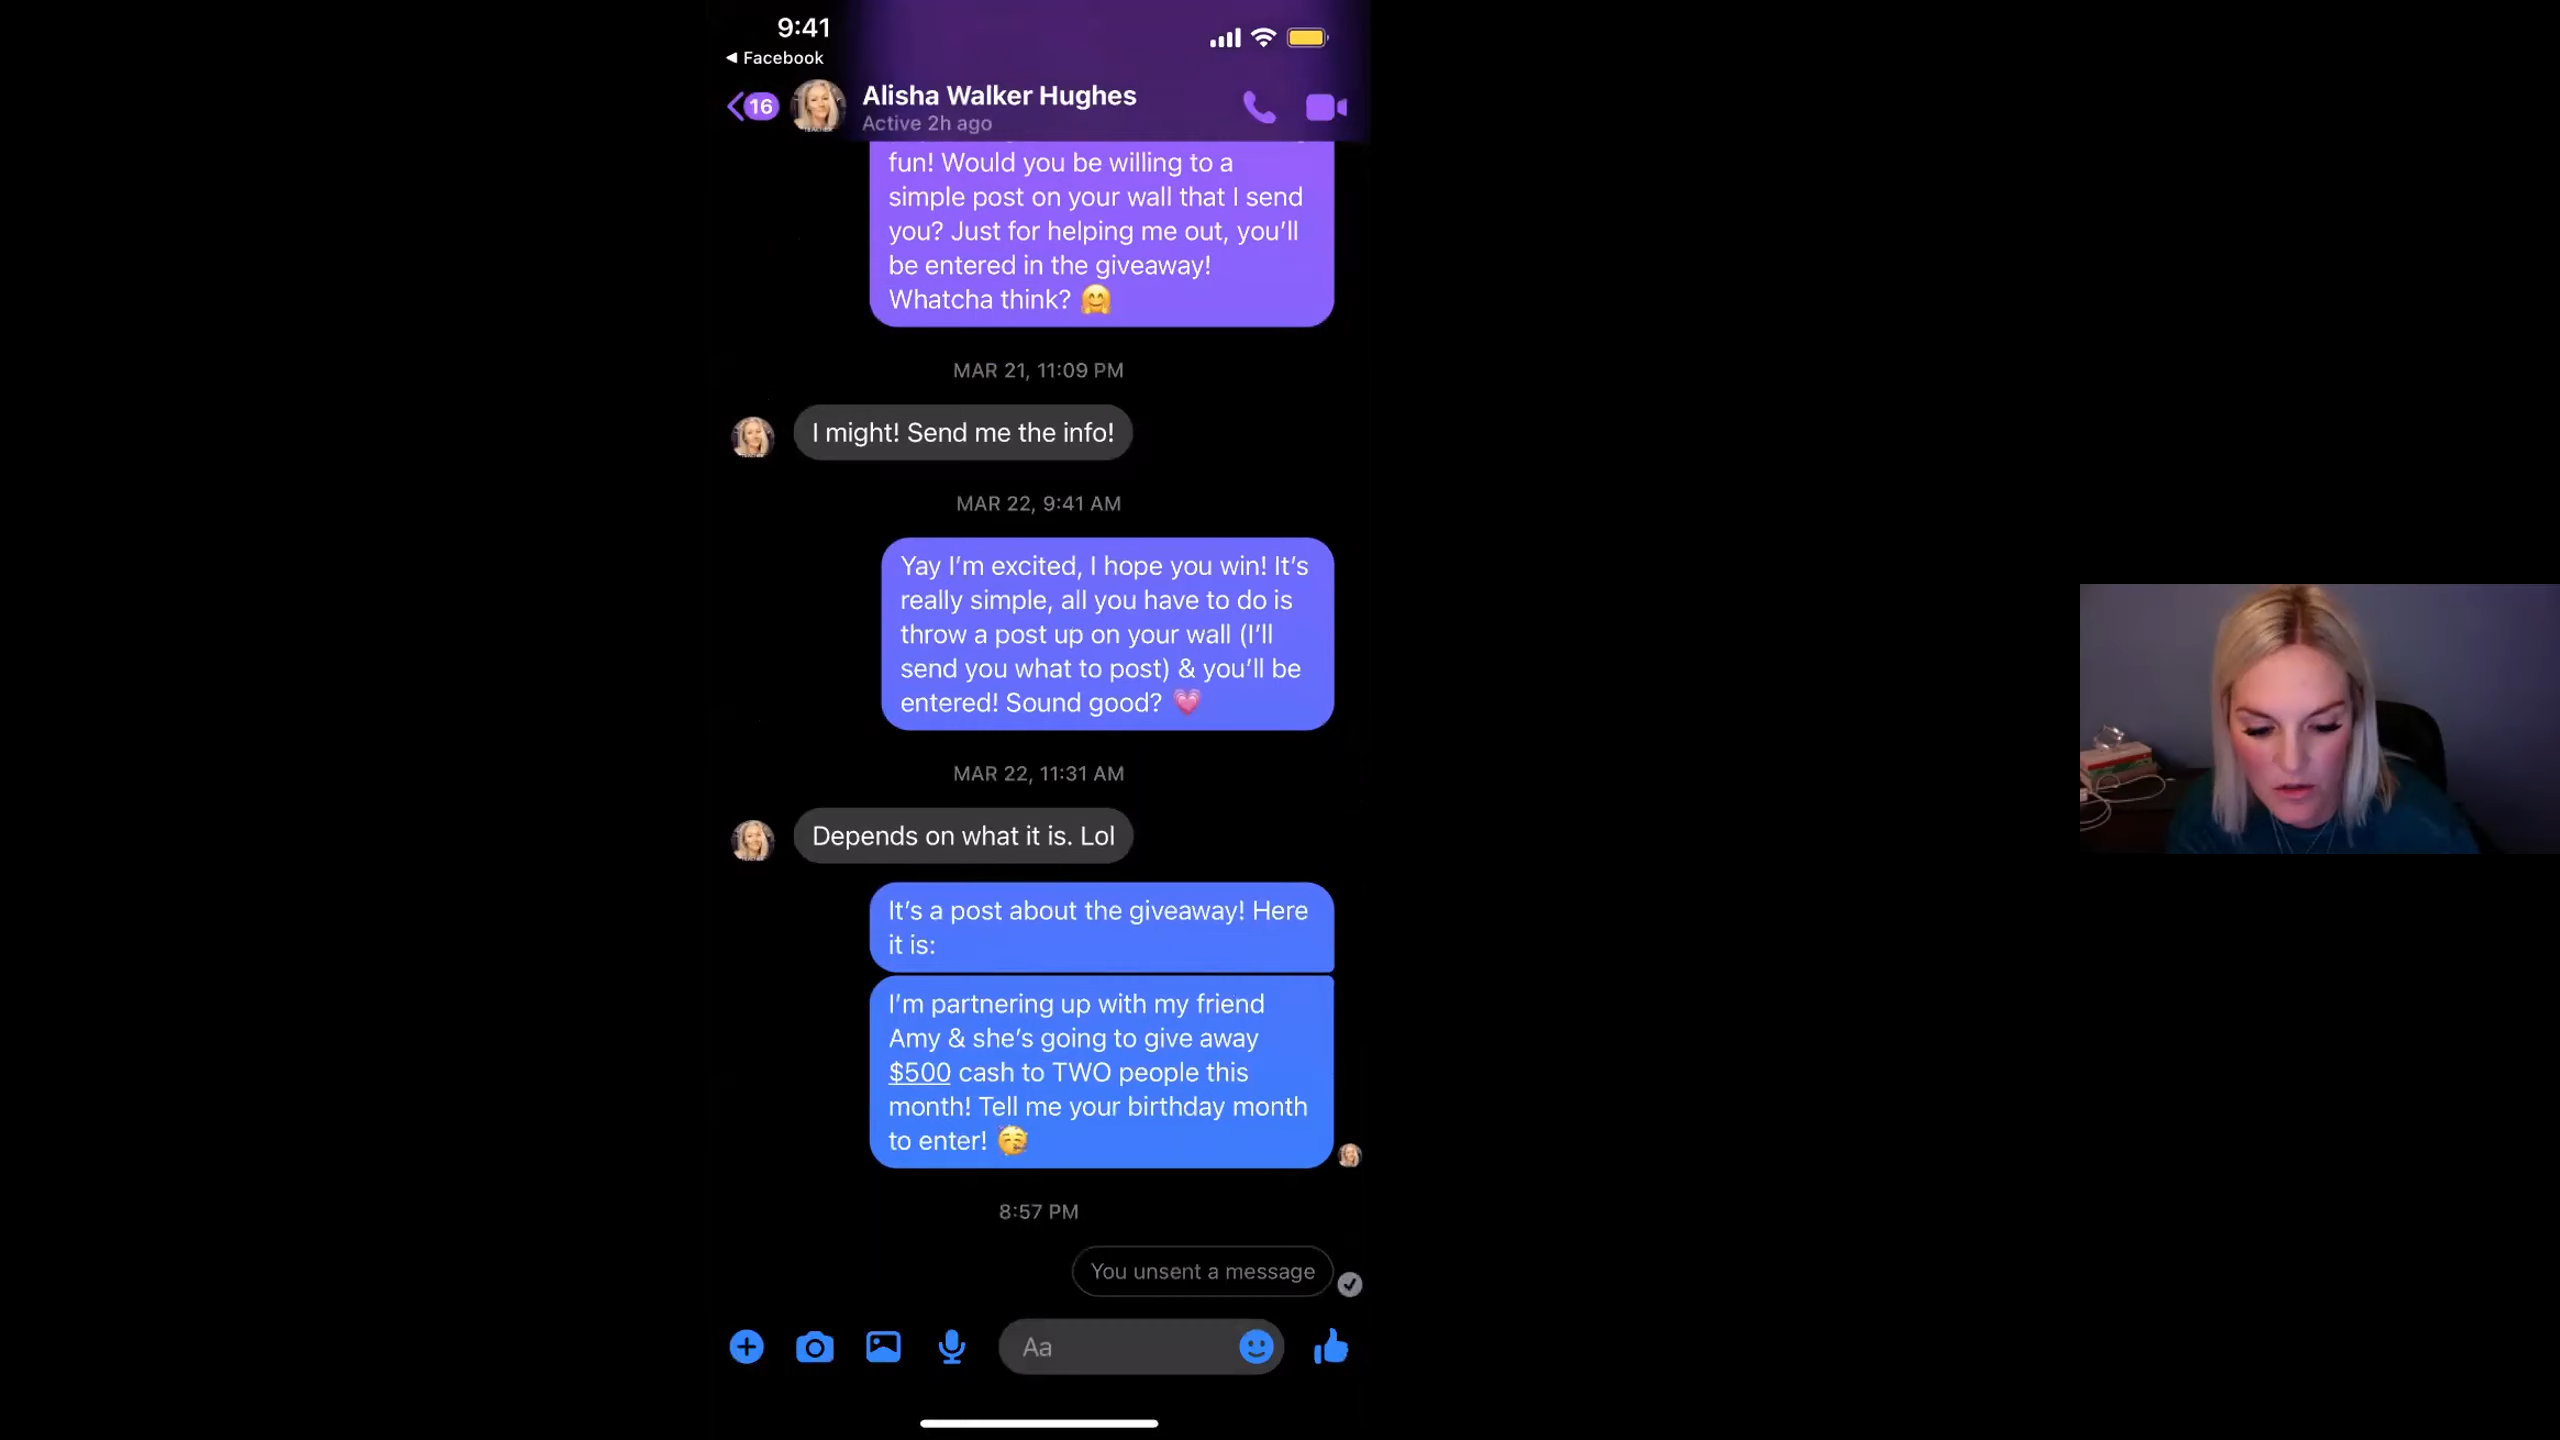 9:41
◀ Facebook
16
Alisha Walker Hughes
Active 2h ago
fun! Would you be willing to a
simple post on your wall that I send
you? Just for helping me out, you’ll
be entered in the giveaway!
Whatcha think? 🤗
MAR 21, 11:09 PM
I might! Send me the info!
MAR 22, 9:41 AM
Yay I’m excited, I hope you win! It’s
really simple, all you have to do is
throw a post up on your wall (I’ll
send you what to post) & you’ll be
entered! Sound good? 💗
MAR 22, 11:31 AM
Depends on what it is. Lol
It’s a post about the giveaway! Here
it is:
I’m partnering up with my friend
Amy & she’s going to give away
$500 cash to TWO people this
month! Tell me your birthday month
to enter! 🥳
8:57 PM
You unsent a message
Aa